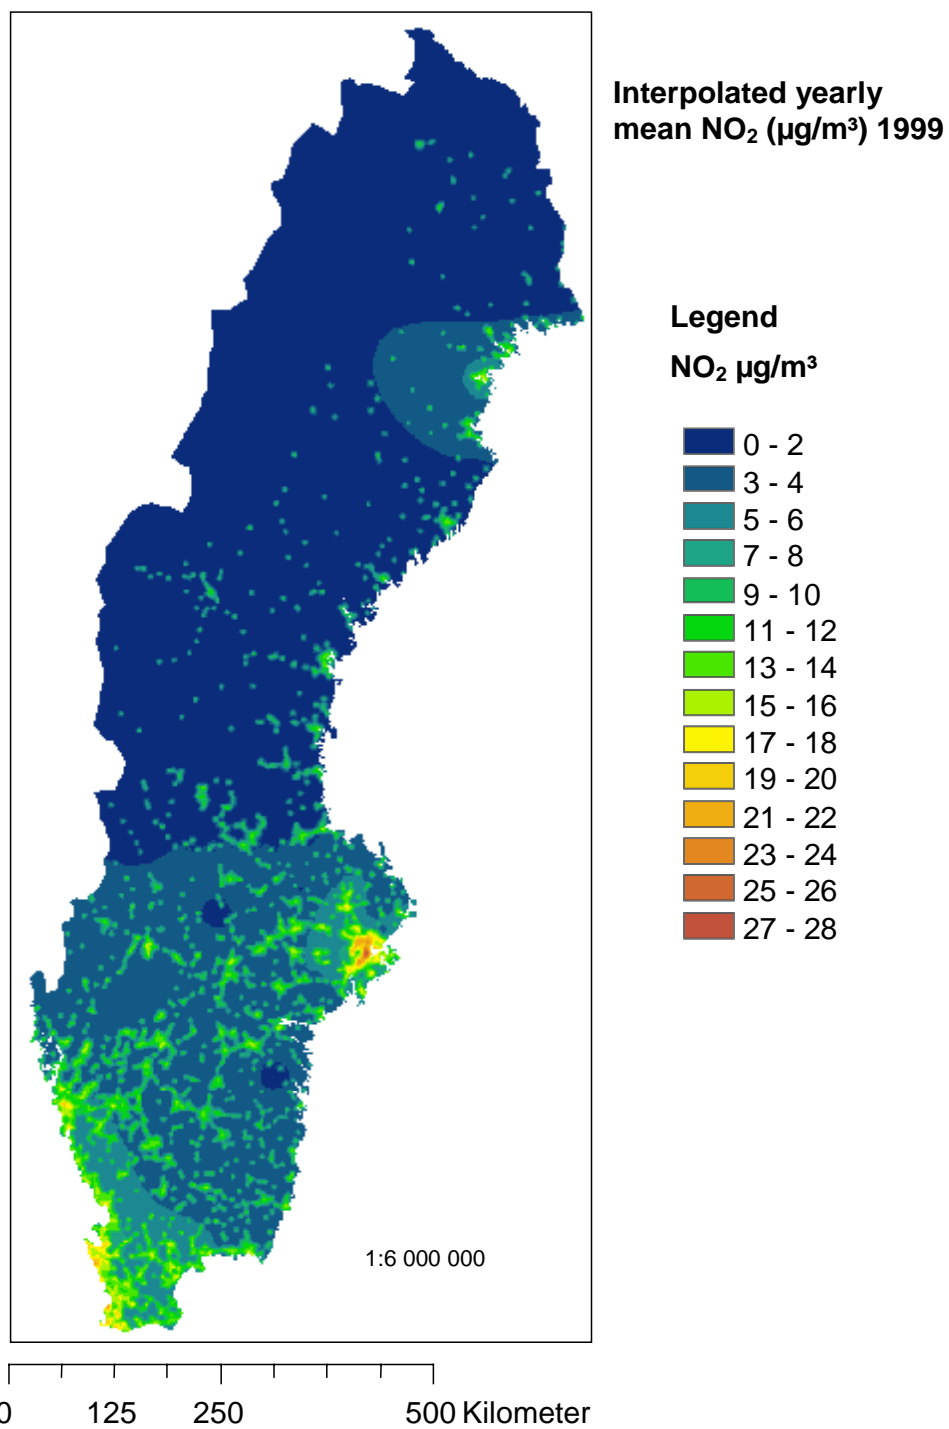 Interpolated yearly
mean NO₂ (µg/m³) 1999
Legend
NO₂ µg/m³
0 - 2
3 - 4
5 - 6
7 - 8
9 - 10
11 - 12
13 - 14
15 - 16
17 - 18
19 - 20
21 - 22
23 - 24
25 - 26
27 - 28
1:6 000 000
0 125 250 500 Kilometer